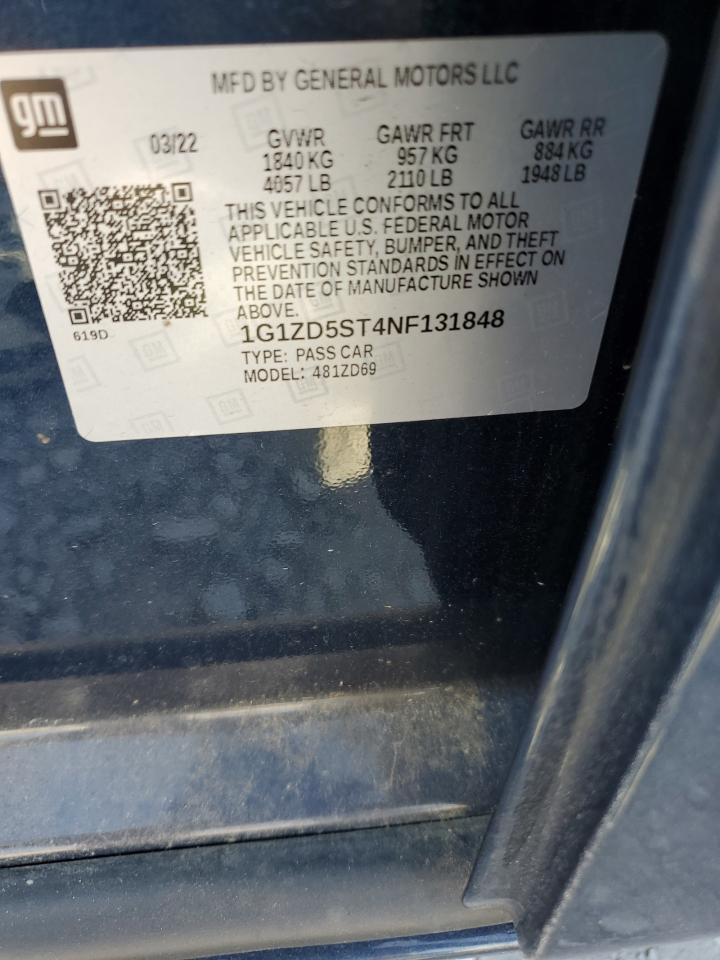 MFD BY GENERAL MOTORS LLC
gm
03/22 GVWR GAWR FRT GAWR RR
1840 KG 957 KG 884 KG
4057 LB 2110 LB 1948 LB
THIS VEHICLE CONFORMS TO ALL
APPLICABLE U.S. FEDERAL MOTOR
VEHICLE SAFETY, BUMPER, AND THEFT
PREVENTION STANDARDS IN EFFECT ON
THE DATE OF MANUFACTURE SHOWN
ABOVE.
619D
1G1ZD5ST4NF131848
TYPE: PASS CAR
MODEL: 481ZD69